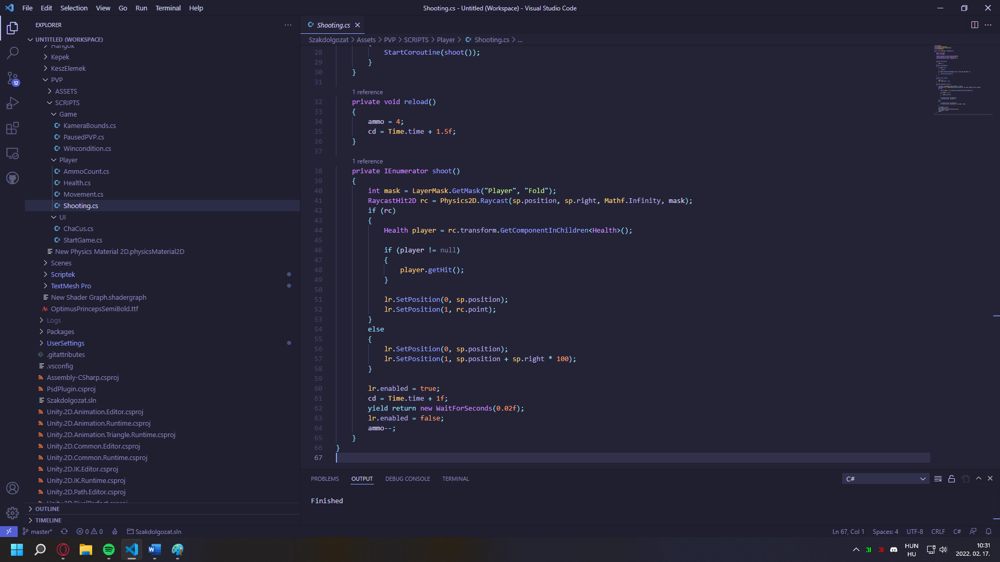 File Edit Selection View Go Run Terminal Help
Shooting.cs - Untitled (Workspace) - Visual Studio Code
EXPLORER
UNTITLED (WORKSPACE)
Hangok
Kepek
KeszElemek
PVP
ASSETS
SCRIPTS
Game
KameraBounds.cs
PausedPVP.cs
Wincondition.cs
Player
AmmoCount.cs
Health.cs
Movement.cs
Shooting.cs
UI
ChaCus.cs
StartGame.cs
New Physics Material 2D.physicsMaterial2D
Scenes
Scriptek
TextMesh Pro
New Shader Graph.shadergraph
OptimusPrincepsSemiBold.ttf
Logs
Packages
UserSettings
.gitattributes
.vsconfig
Assembly-CSharp.csproj
PsdPlugin.csproj
Szakdolgozat.sln
Unity.2D.Animation.Editor.csproj
Unity.2D.Animation.Runtime.csproj
Unity.2D.Animation.Triangle.Runtime.csproj
Unity.2D.Common.Editor.csproj
Unity.2D.Common.Runtime.csproj
Unity.2D.IK.Editor.csproj
Unity.2D.IK.Runtime.csproj
Unity.2D.Path.Editor.csproj
Unity.2D.PixelPerfect.csproj
OUTLINE
TIMELINE
12
Shooting.cs
Szakdolgozat > Assets > PVP > SCRIPTS > Player > Shooting.cs > ...
{
28 StartCoroutine(shoot());
29 }
30 }
31
1 reference
32 private void reload()
33 {
34 ammo = 4;
35 cd = Time.time + 1.5f;
36 }
37
1 reference
38 private IEnumerator shoot()
39 {
40 int mask = LayerMask.GetMask("Player", "Fold");
41 RaycastHit2D rc = Physics2D.Raycast(sp.position, sp.right, Mathf.Infinity, mask);
42 if (rc)
43 {
44 Health player = rc.transform.GetComponentInChildren<Health>();
45
46 if (player != null)
47 {
48 player.getHit();
49 }
50
51 lr.SetPosition(0, sp.position);
52 lr.SetPosition(1, rc.point);
53 }
54 else
55 {
56 lr.SetPosition(0, sp.position);
57 lr.SetPosition(1, sp.position + sp.right * 100);
58 }
59
60 lr.enabled = true;
61 cd = Time.time + 1f;
62 yield return new WaitForSeconds(0.02f);
63 lr.enabled = false;
64 ammo--;
65 }
66 }
67
PROBLEMS OUTPUT DEBUG CONSOLE TERMINAL
C#
Finished
master* 0 0 Szakdolgozat.sln
Ln 67, Col 1 Spaces: 4 UTF-8 CRLF C#
HUN
HU
10:31
2022. 02. 17.